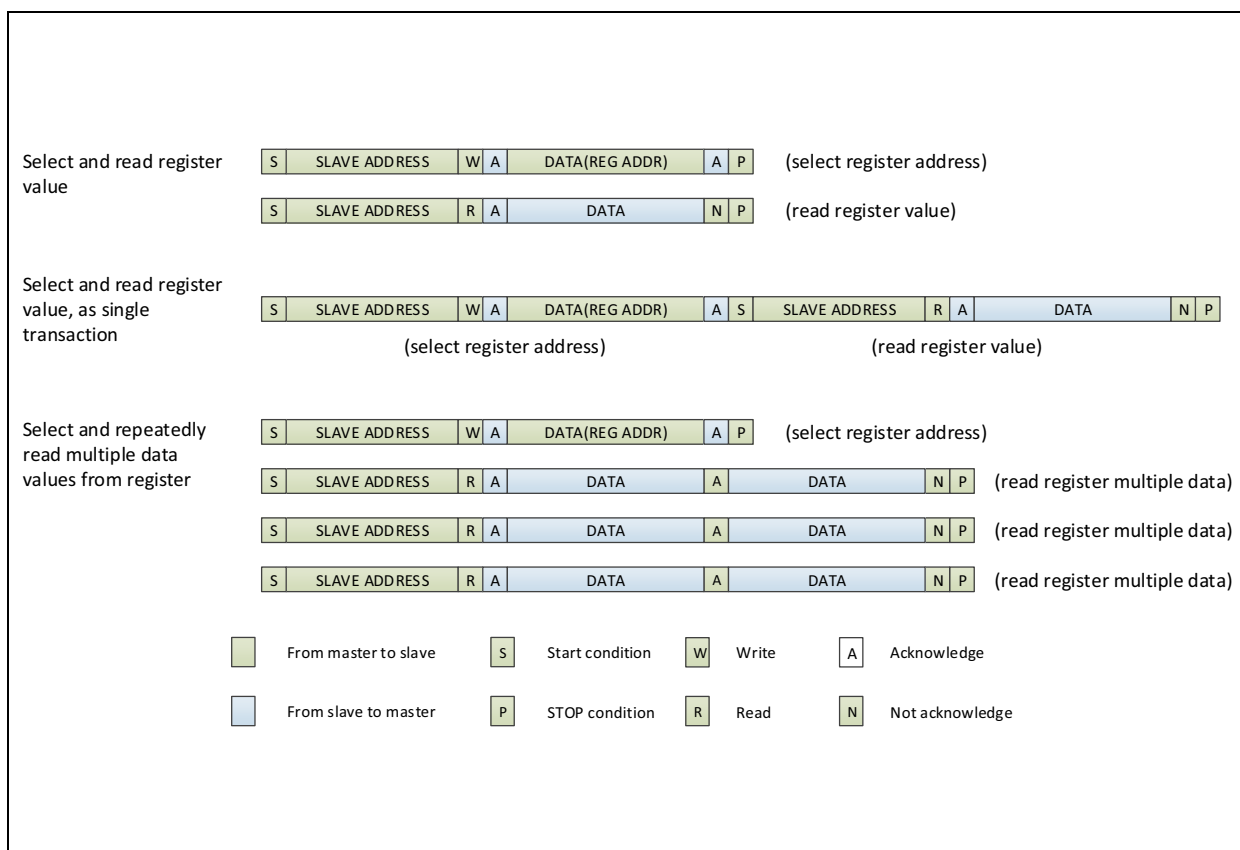 Select and read register
value
S SLAVE ADDRESS W A DATA(REG ADDR) A P (select register address)
S SLAVE ADDRESS R A DATA N P (read register value)
Select and read register
value, as single
transaction
S SLAVE ADDRESS W A DATA(REG ADDR) A S SLAVE ADDRESS R A DATA N P
(select register address) (read register value)
Select and repeatedly
read multiple data
values from register
S SLAVE ADDRESS W A DATA(REG ADDR) A P (select register address)
S SLAVE ADDRESS R A DATA A DATA N P (read register multiple data)
S SLAVE ADDRESS R A DATA A DATA N P (read register multiple data)
S SLAVE ADDRESS R A DATA A DATA N P (read register multiple data)
From master to slave S Start condition W Write A Acknowledge
From slave to master P STOP condition R Read N Not acknowledge